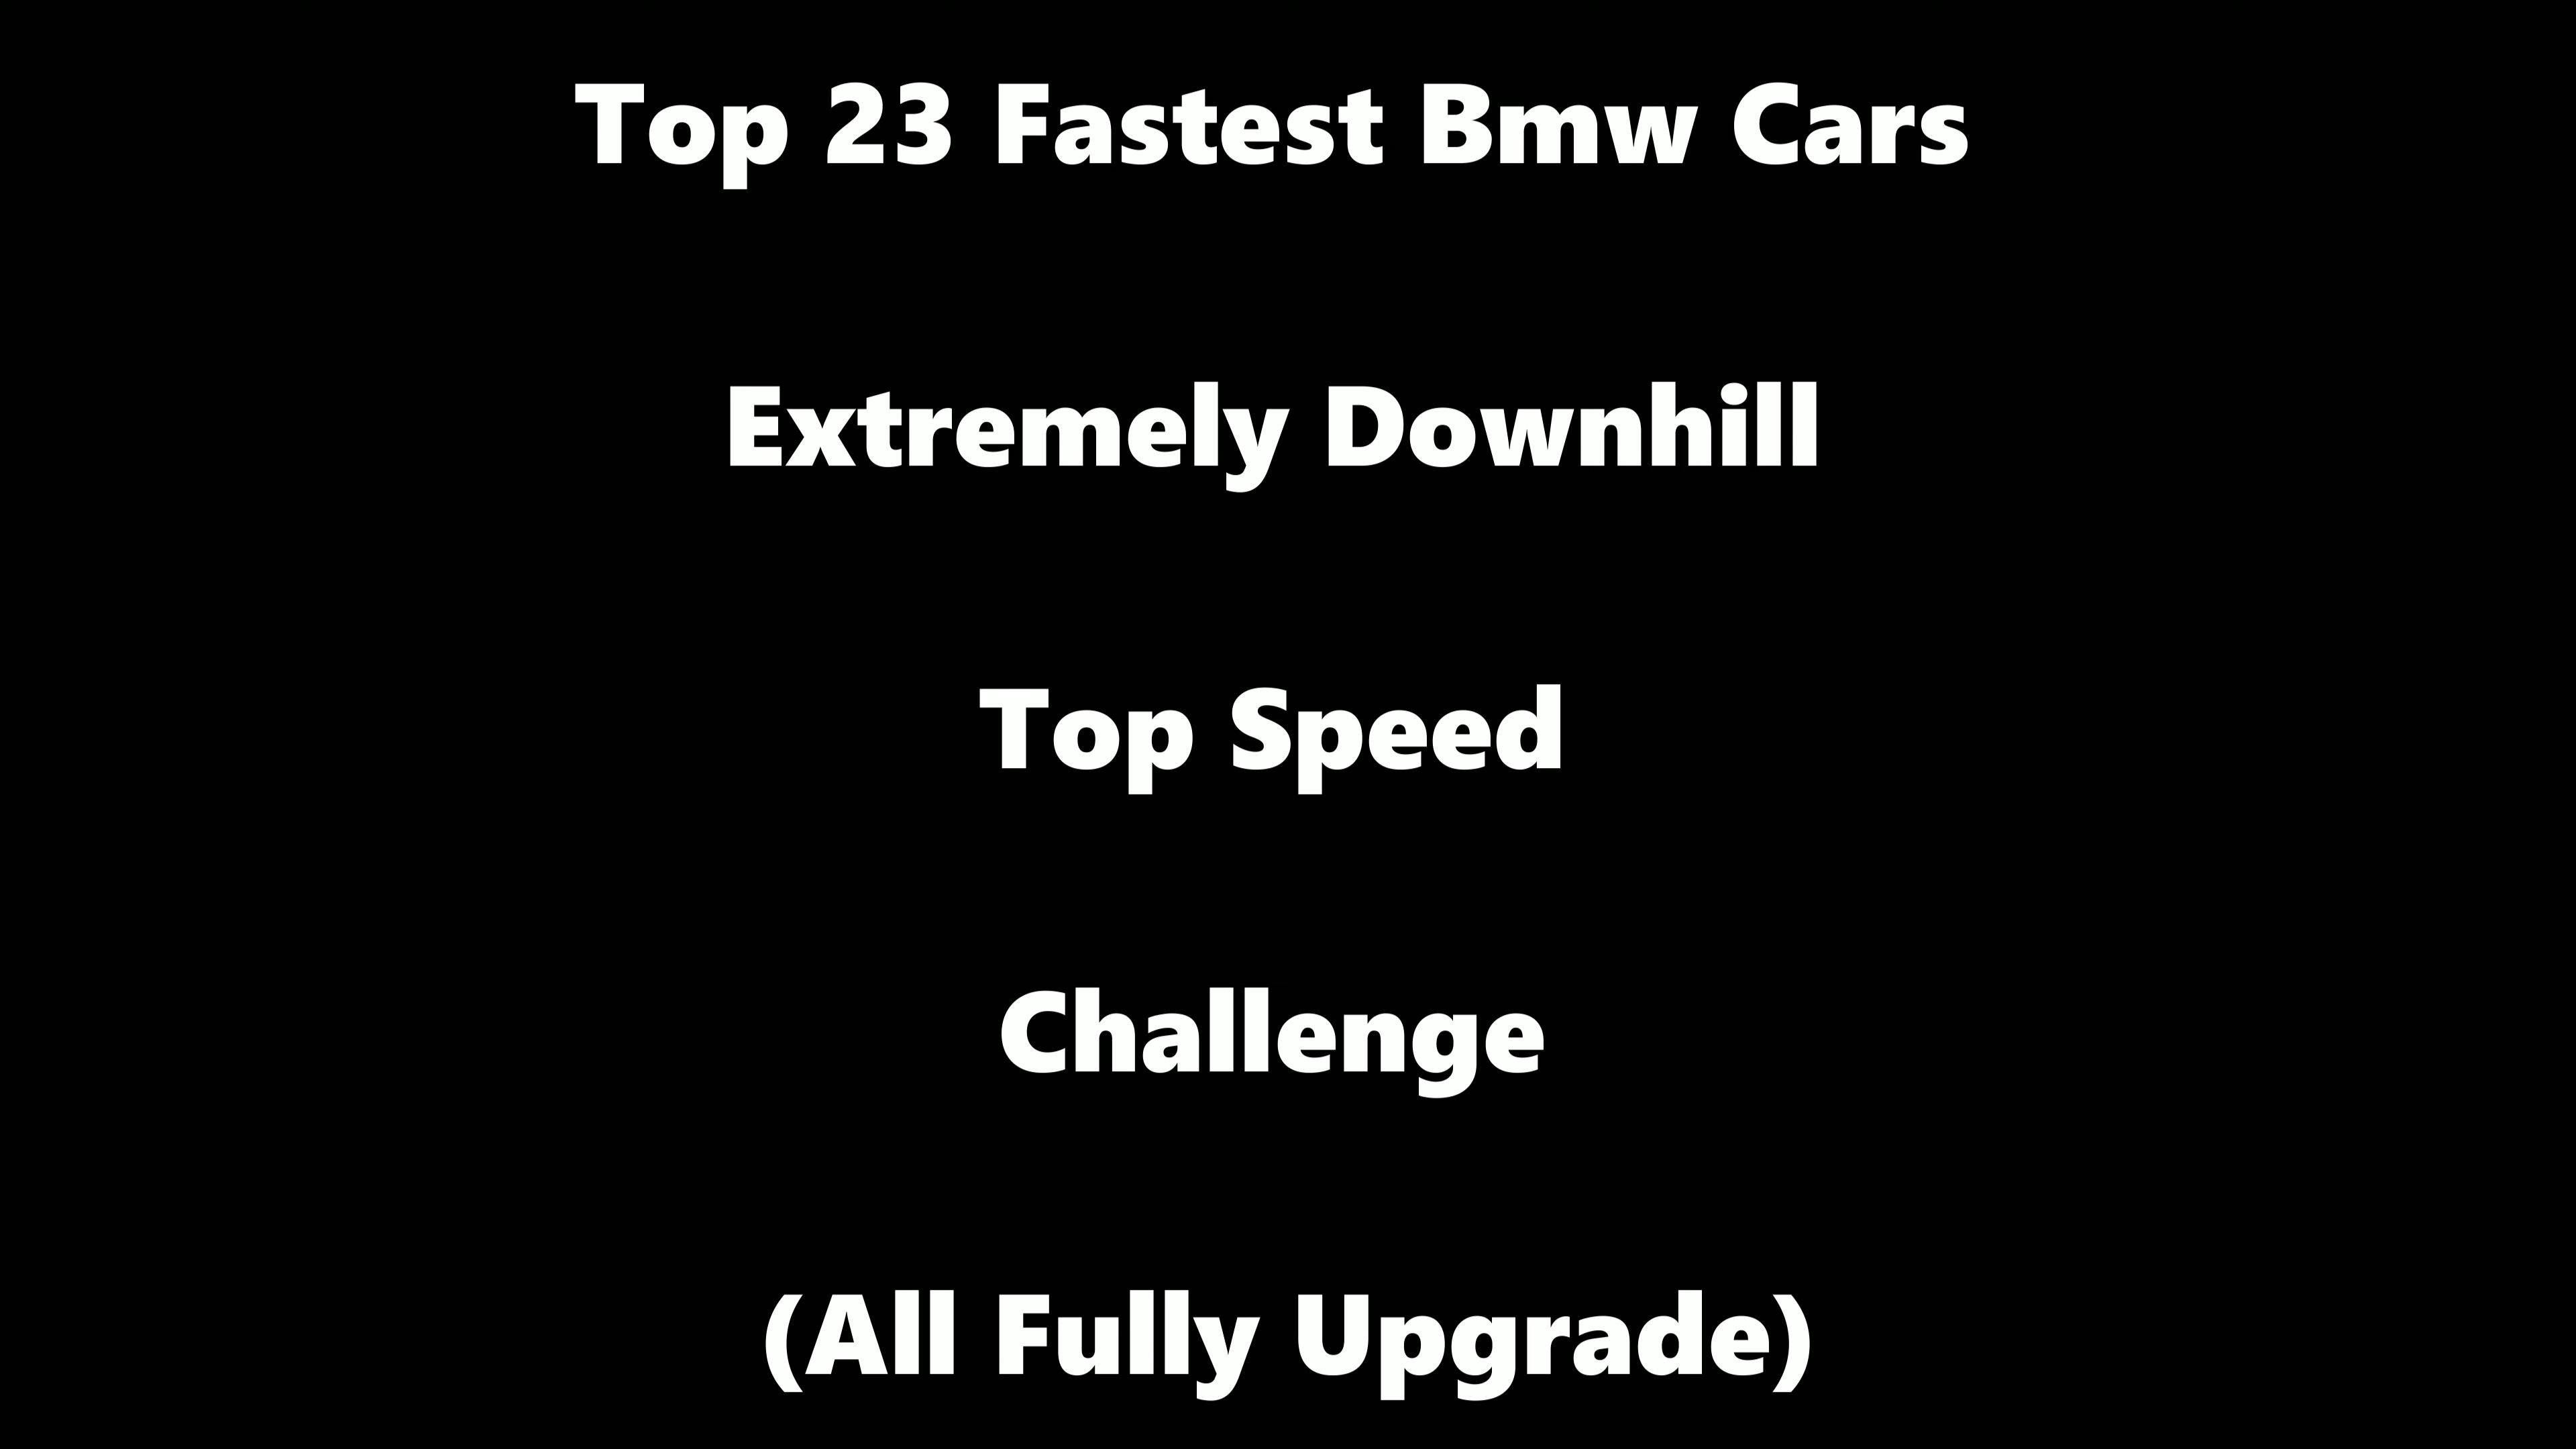 Top 23 Fastest Bmw Cars
Extremely Downhill
Top Speed
Challenge
(All Fully Upgrade)